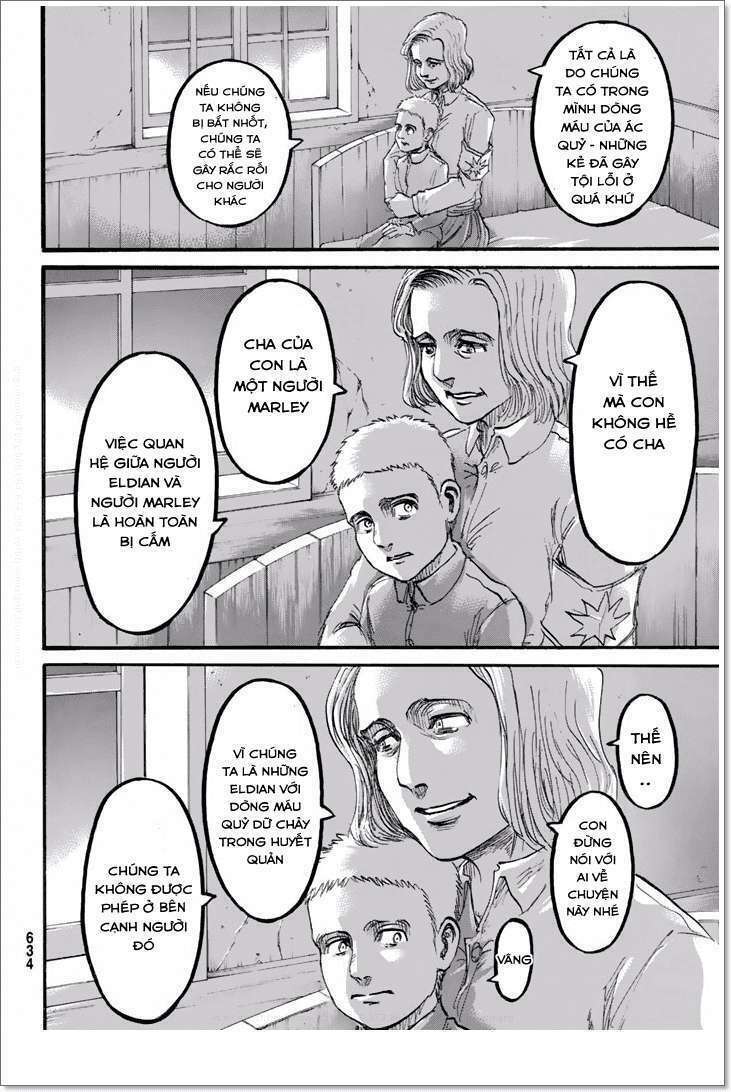 TẤT CẢ LÀ
DO CHÚNG
TA CÓ TRONG
MÌNH DÒNG
MÁU CỦA ÁC
QUỶ - NHỮNG
KẺ ĐÃ GÂY
TỘI LỖI Ở
QUÁ KHỨ
NẾU CHÚNG
TA KHÔNG
BỊ BẮT NHỐT,
CHÚNG TA
CÓ THỂ SẼ
GÂY RẮC RỐI
CHO NGƯỜI
KHÁC
VÌ THẾ
MÀ CON
KHÔNG HỀ
CÓ CHA
CHA CỦA
CON LÀ
MỘT NGƯỜI
MARLEY
VIỆC QUAN
HỆ GIỮA NGƯỜI
ELDIAN VÀ
NGƯỜI MARLEY
LÀ HOÀN TOÀN
BỊ CẤM
THẾ
NÊN
..
CON
ĐỪNG
NÓI VỚI
AI VỀ
CHUYỆN
NÀY NHÉ
VÂNG
VÌ CHÚNG
TA LÀ NHỮNG
ELDIAN VỚI
DÒNG MÁU
QUỶ DỮ CHẢY
TRONG HUYẾT
QUẢN
CHÚNG TA
KHÔNG ĐƯỢC
PHÉP Ở BÊN
CẠNH NGƯỜI
ĐÓ
634